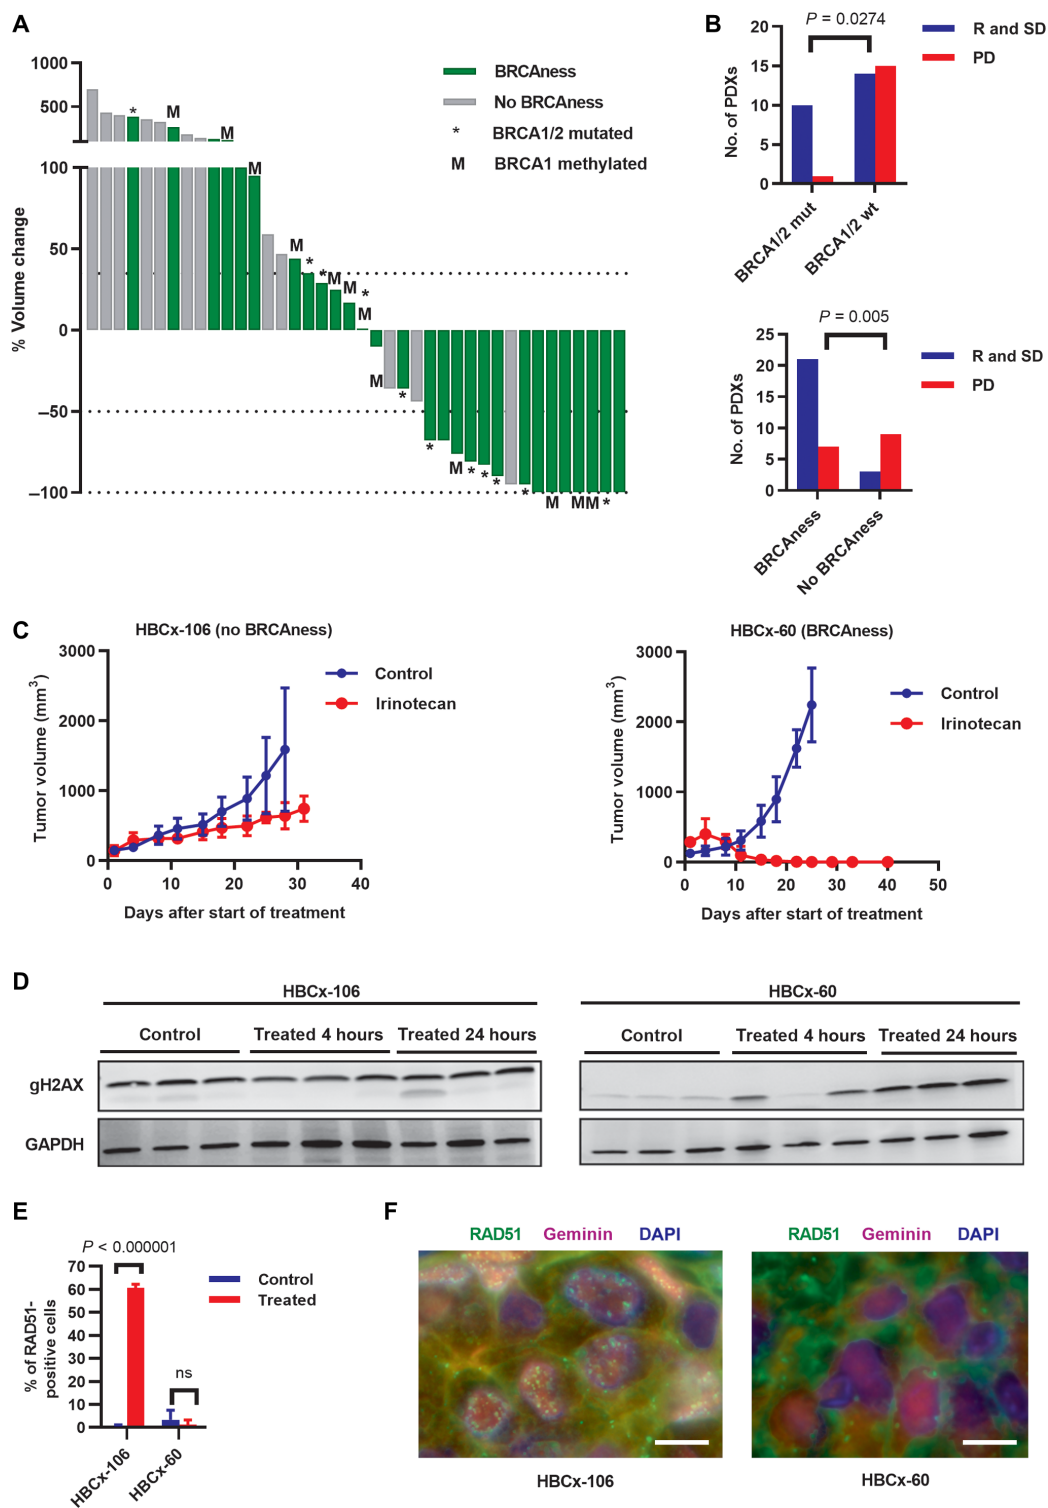 A
1000
500
100
50
0
–50
–100
% Volume change
BRCAness
No BRCAness
* BRCA1/2 mutated
M BRCA1 methylated
* M M
M
M * * M M * M
M *
* M * * * * M M M *
B
P = 0.0274
R and SD
PD
20
15
10
5
0
No. of PDXs
BRCA1/2 mut
BRCA1/2 wt
P = 0.005
R and SD
PD
25
20
15
10
5
0
No. of PDXs
BRCAness
No BRCAness
C
HBCx-106 (no BRCAness)
3000
2000
1000
0
Tumor volume (mm3)
Control
Irinotecan
0 10 20 30 40
Days after start of treatment
HBCx-60 (BRCAness)
3000
2000
1000
0
Tumor volume (mm3)
Control
Irinotecan
0 10 20 30 40 50
Days after start of treatment
D
HBCx-106
Control Treated 4 hours Treated 24 hours
HBCx-60
Control Treated 4 hours Treated 24 hours
gH2AX
GAPDH
E
P < 0.000001
70
60
50
40
30
20
10
0
% of RAD51-
positive cells
Control
Treated
ns
HBCx-106
HBCx-60
F
RAD51 Geminin DAPI
HBCx-106
RAD51 Geminin DAPI
HBCx-60